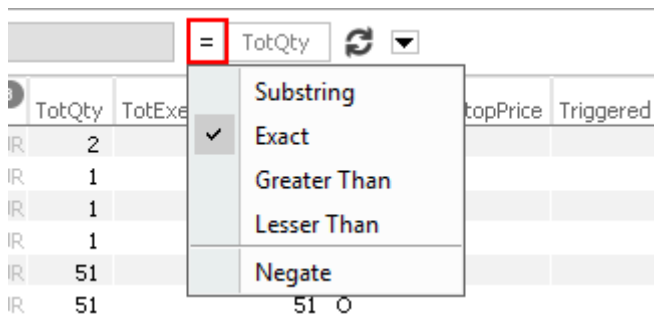 = TotQty
Substring
Exact
Greater Than
Lesser Than
Negate
TotQty TotExe topPrice Triggered
R 2
R 1
R 1
R 1
R 51
R 51 51 O